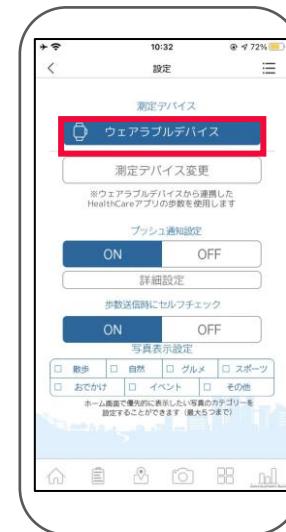 10:32
72%
設定
測定デバイス
ウェアラブルデバイス
測定デバイス変更
※ウェアラブルデバイスから連携した
HealthCareアプリの歩数を使用します
プッシュ通知設定
ON OFF
詳細設定
歩数送信時にセルフチェック
ON OFF
写真表示設定
散歩 自然 グルメ スポーツ
おでかけ イベント その他
ホーム画面で優先的に表示したい写真のカテゴリーを
設定することができます（最大５つまで）